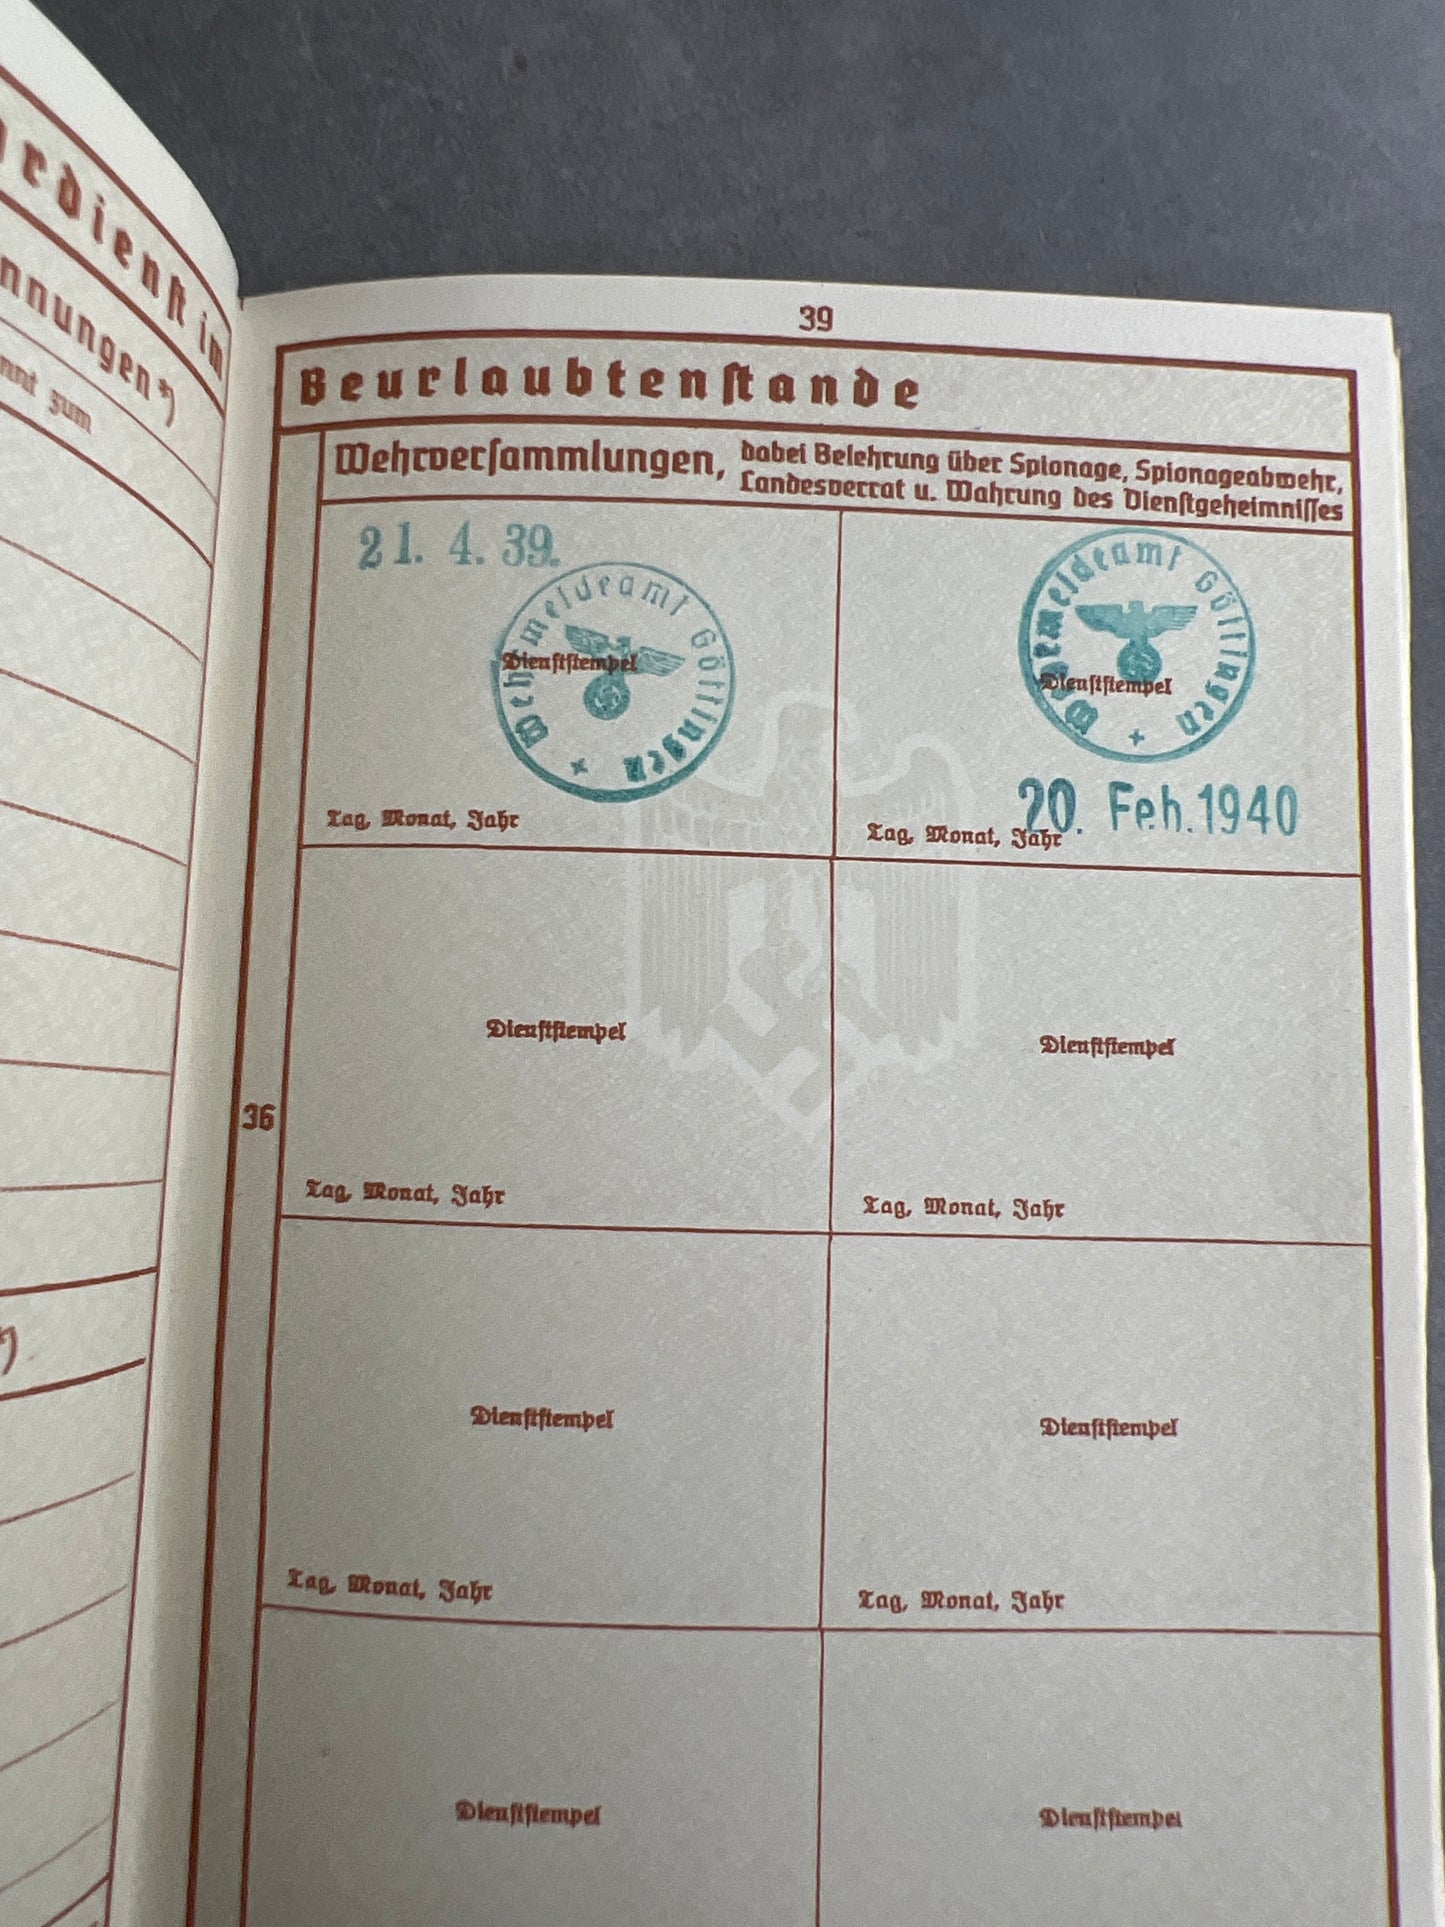 rdienst im
nnungen*)
nnt zum
*)
39
Beurlaubtenstande
Wehrversammlungen, dabei Belehrung über Spionage, Spionageabwehr,
Landesverrat u. Wahrung des Dienstgeheimnisses
36
21. 4. 39.
Wehrmeldeamt Göttingen
Dienststempel
Tag, Monat, Jahr
Wehrmeldeamt Göttingen
Dienststempel
20. Feb. 1940
Tag, Monat, Jahr
Dienststempel
Tag, Monat, Jahr
Dienststempel
Tag, Monat, Jahr
Dienststempel
Tag, Monat, Jahr
Dienststempel
Tag, Monat, Jahr
Dienststempel
Dienststempel